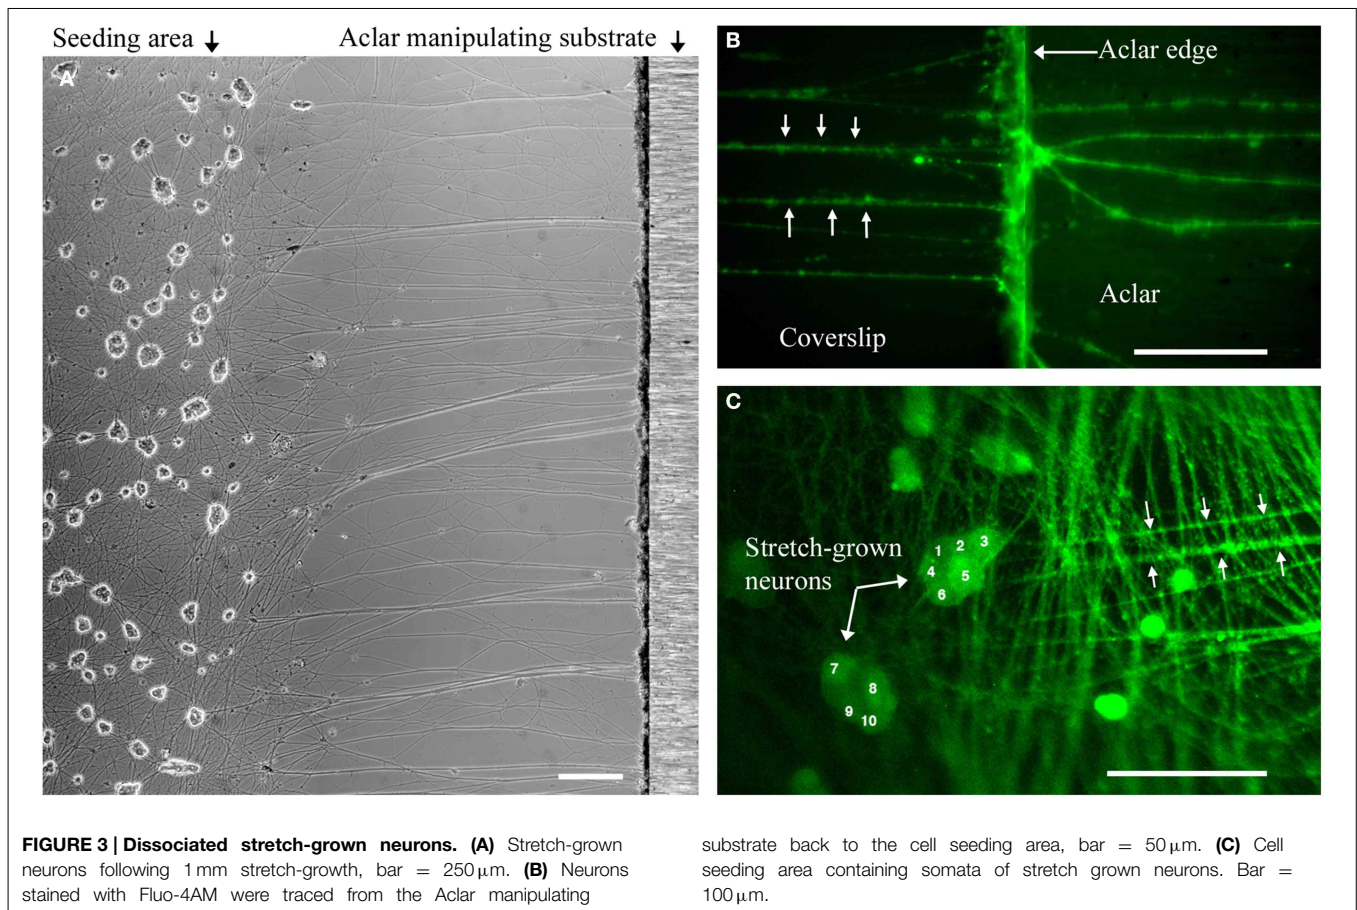 Seeding area
Aclar manipulating substrate
A
B
Aclar edge
Aclar
Coverslip
C
Stretch-grown
neurons
1
2
3
4
5
6
7
8
9
10
FIGURE 3 | Dissociated stretch-grown neurons. (A) Stretch-grown
neurons following 1 mm stretch-growth, bar = 250 μm. (B) Neurons
stained with Fluo-4AM were traced from the Aclar manipulating
substrate back to the cell seeding area, bar = 50 μm. (C) Cell
seeding area containing somata of stretch grown neurons. Bar =
100 μm.